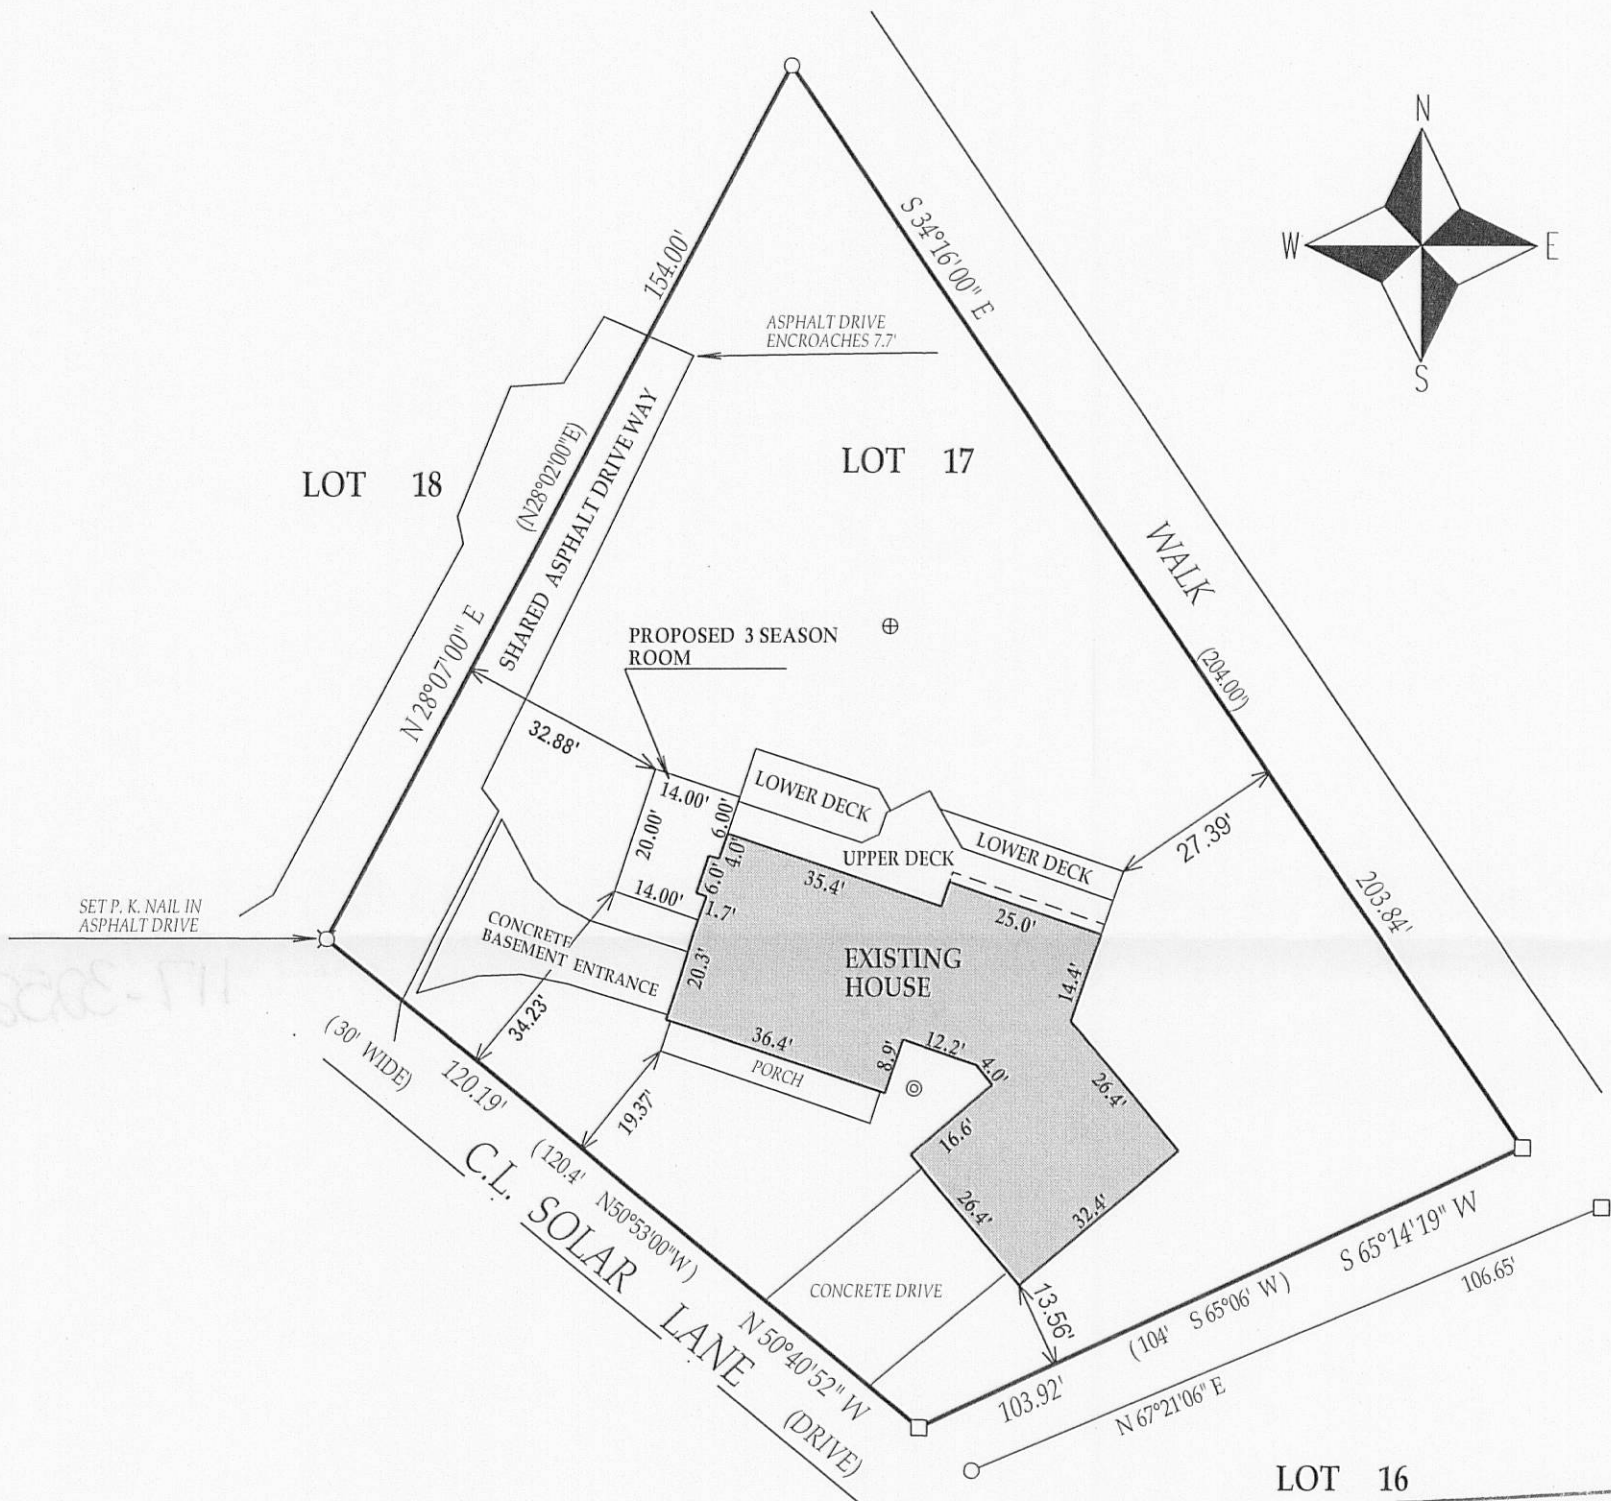 N
W
E
S
154.00'
S 34°16'00" E
ASPHALT DRIVE
ENCROACHES 7.7'
LOT 17
LOT 18
(N28°02'00"E)
SHARED ASPHALT DRIVEWAY
N 28°07'00" E
WALK
PROPOSED 3 SEASON
ROOM
(204.00')
32.88'
14.00'
6.00'
LOWER DECK
20.00'
4.0'
UPPER DECK
LOWER DECK
27.39'
203.84'
6.0'
35.4'
14.00'
1.7'
25.0'
SET P. K. NAIL IN
ASPHALT DRIVE
CONCRETE
BASEMENT ENTRANCE
20.3'
EXISTING
HOUSE
14.4'
34.23'
36.4'
PORCH
8.9'
12.2'
4.0'
26.4'
(30' WIDE)
120.19'
19.37'
16.6'
(120.4' N50°53'00"W)
26.4'
32.4'
C.L. SOLAR LANE (DRIVE)
CONCRETE DRIVE
N 50°40'52" W
13.56'
S 65°14'19" W
(104' S 65°06' W)
103.92'
106.65'
N 67°21'06" E
LOT 16